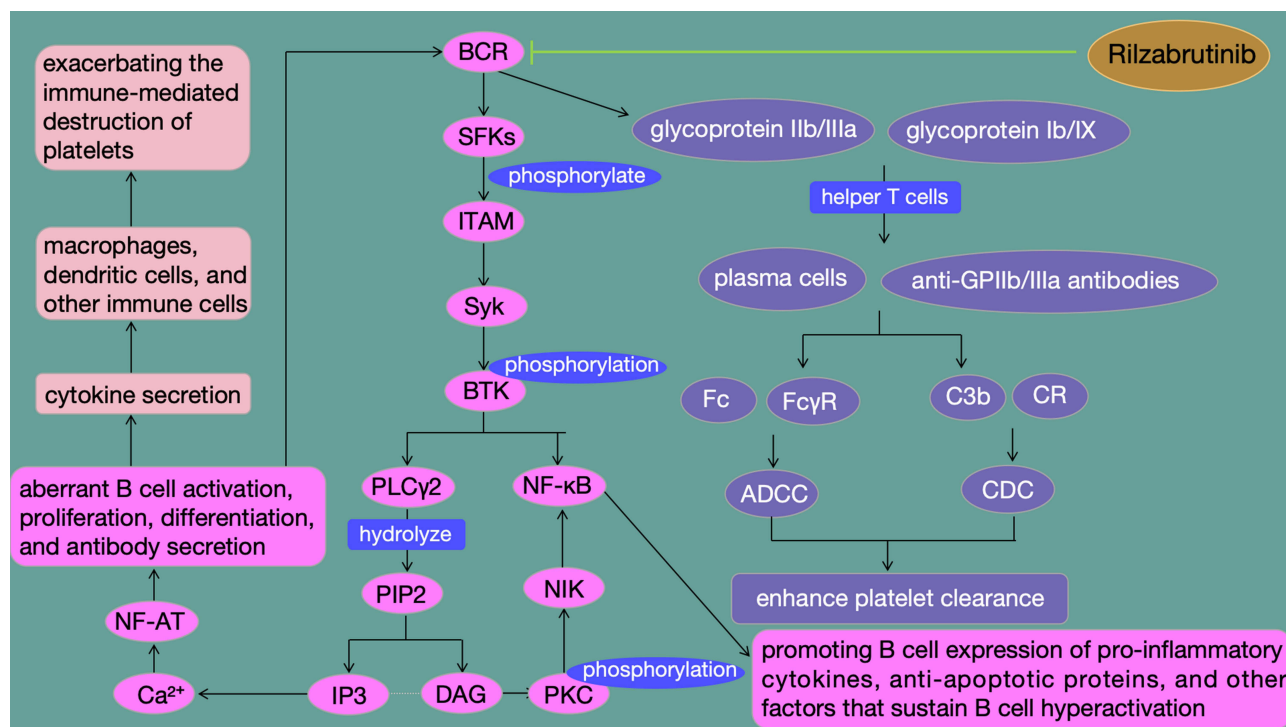 exacerbating the
immune-mediated
destruction of
platelets
BCR
Rilzabrutinib
SFKs
glycoprotein IIb/IIIa
glycoprotein Ib/IX
phosphorylate
helper T cells
ITAM
macrophages,
dendritic cells, and
other immune cells
plasma cells
anti-GPIIb/IIIa antibodies
Syk
phosphorylation
BTK
cytokine secretion
Fc
FcγR
C3b
CR
aberrant B cell activation,
proliferation, differentiation,
and antibody secretion
PLCγ2
NF-κB
ADCC
CDC
hydrolyze
PIP2
NIK
enhance platelet clearance
NF-AT
Ca²⁺
IP3
DAG
PKC
phosphorylation
promoting B cell expression of pro-inflammatory
cytokines, anti-apoptotic proteins, and other
factors that sustain B cell hyperactivation